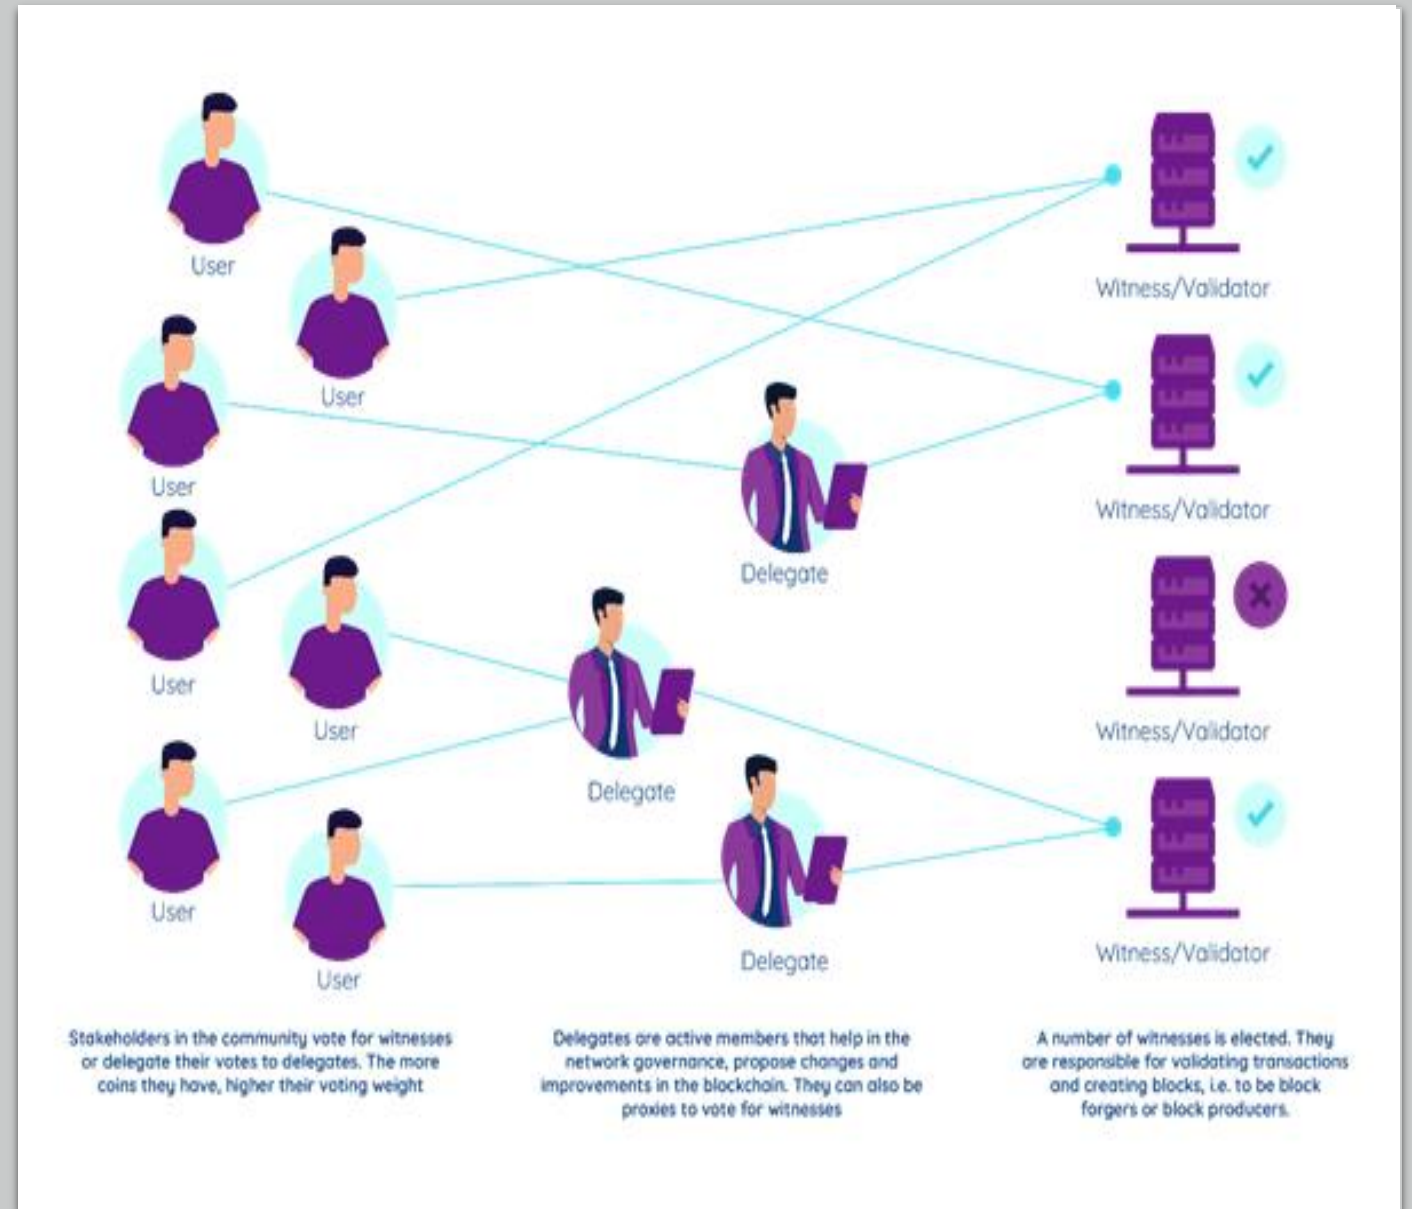 User
User
User
User
User
User
User
Delegate
Delegate
Delegate
Witness/Validator
Witness/Validator
Witness/Validator
Witness/Validator
Stakeholders in the community vote for witnesses
or delegate their votes to delegates. The more
coins they have, higher their voting weight
Delegates are active members that help in the
network governance, propose changes and
improvements in the blockchain. They can also be
proxies to vote for witnesses
A number of witnesses is elected. They
are responsible for validating transactions
and creating blocks, i.e. to be block
forgers or block producers.